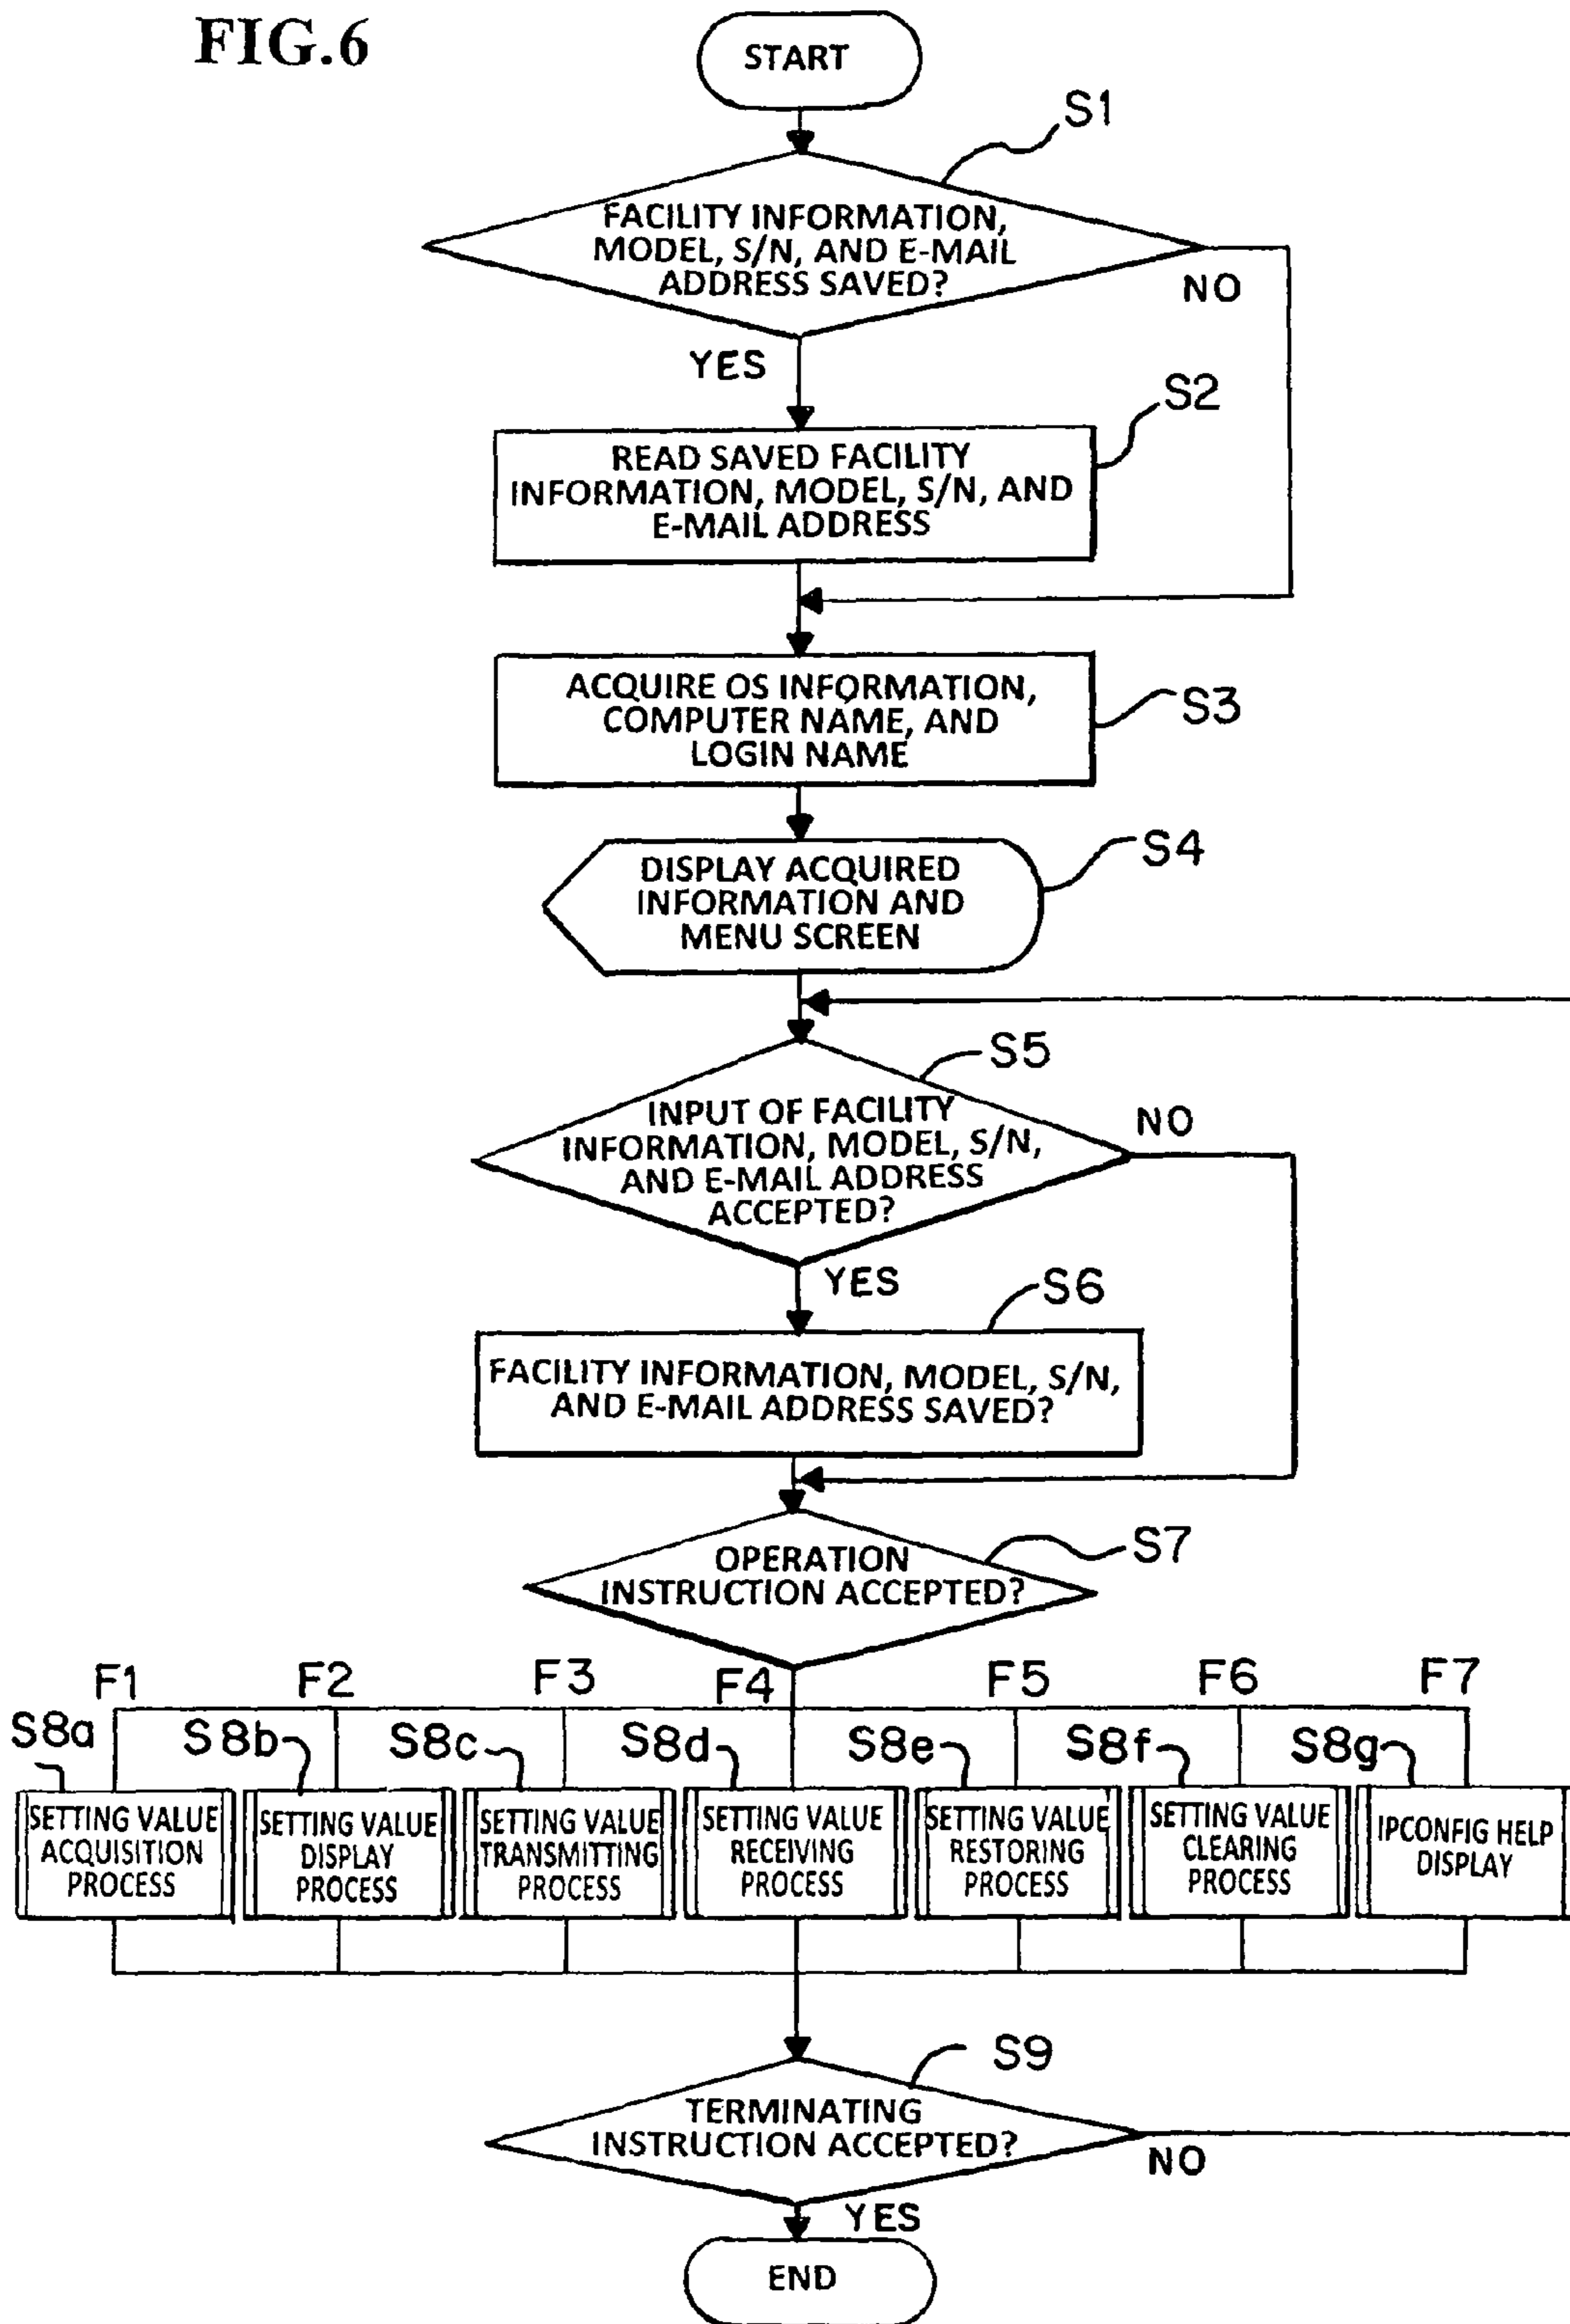 FIG.6
START
S1
FACILITY INFORMATION,
MODEL, S/N, AND E-MAIL
ADDRESS SAVED?
NO
YES
S2
READ SAVED FACILITY
INFORMATION, MODEL, S/N, AND
E-MAIL ADDRESS
ACQUIRE OS INFORMATION,
COMPUTER NAME, AND
LOGIN NAME
S3
S4
DISPLAY ACQUIRED
INFORMATION AND
MENU SCREEN
S5
INPUT OF FACILITY
INFORMATION, MODEL, S/N,
AND E-MAIL ADDRESS
ACCEPTED?
NO
YES
S6
FACILITY INFORMATION, MODEL, S/N,
AND E-MAIL ADDRESS SAVED?
S7
OPERATION
INSTRUCTION ACCEPTED?
F1 F2 F3 F4 F5 F6 F7
S8a S8b S8c S8d S8e S8f S8g
SETTING VALUE
ACQUISITION
PROCESS
SETTING VALUE
DISPLAY
PROCESS
SETTING VALUE
TRANSMITTING
PROCESS
SETTING VALUE
RECEIVING
PROCESS
SETTING VALUE
RESTORING
PROCESS
SETTING VALUE
CLEARING
PROCESS
IPCONFIG HELP
DISPLAY
S9
TERMINATING
INSTRUCTION ACCEPTED?
NO
YES
END